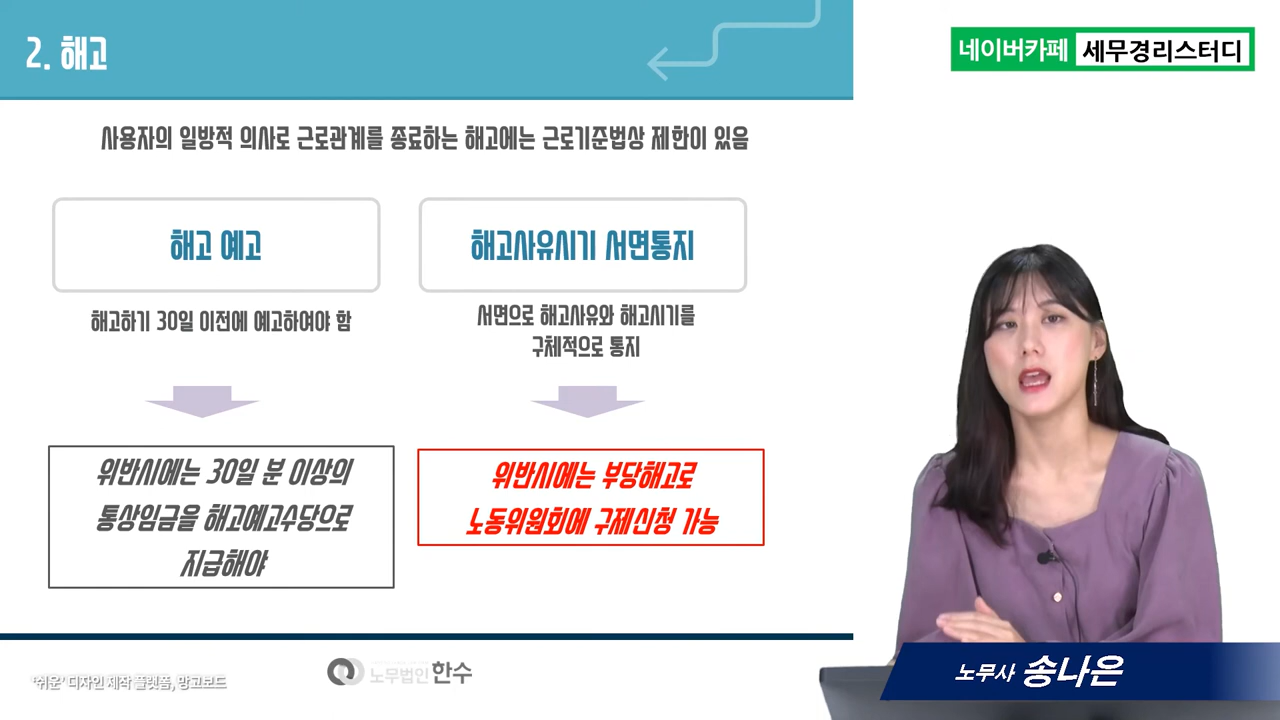 2. 해고
네이버카페 세무경리스터디
사용자의 일방적 의사로 근로관계를 종료하는 해고에는 근로기준법상 제한이 있음
해고 예고
해고하기 30일 이전에 예고하여야 함
위반시에는 30일 분 이상의
통상임금을 해고예고수당으로
지급해야
해고사유시기 서면통지
서면으로 해고사유와 해고시기를
구체적으로 통지
위반시에는 부당해고로
노동위원회에 구제신청 가능
노무사 송나은
'쉬운' 디자인 제작 플랫폼, 망고보드
노무법인 한수